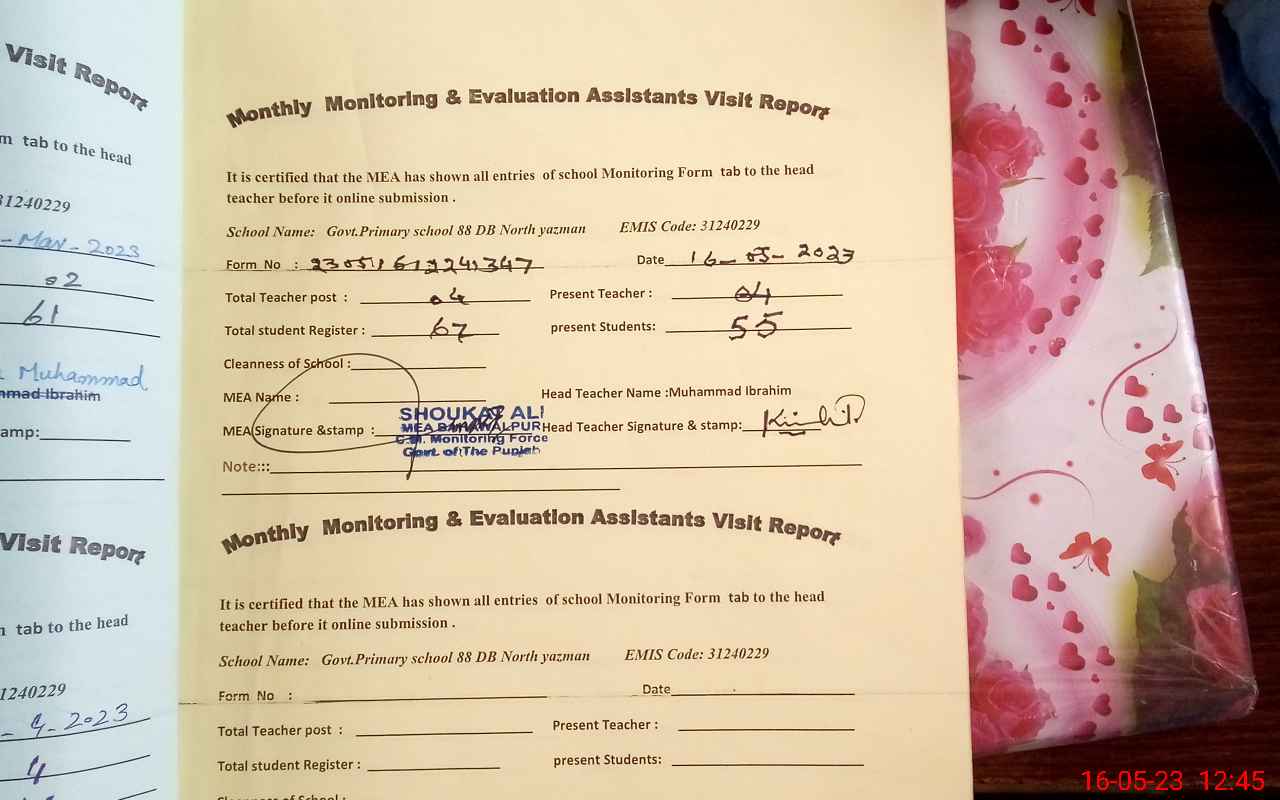 Visit Report
m tab to the head
31240229
- Mar - 2023
02
61
Muhammad
mmad Ibrahim
amp:
Visit Report
tab to the head
1240229
- 4 - 2023
4
Monthly Monitoring & Evaluation Assistants Visit Report
It is certified that the MEA has shown all entries of school Monitoring Form tab to the head
teacher before it online submission .
School Name: Govt.Primary school 88 DB North yazman EMIS Code: 31240229
Form No : Date 16-05-2023
Total Teacher post : 04 Present Teacher : 04
Total student Register : 67 present Students: 55
Cleanness of School :
MEA Name : Head Teacher Name :Muhammad Ibrahim
MEA Signature &stamp : Head Teacher Signature & stamp:
SHOUKAT ALI
MEA BAHAWALPUR
C.M. Monitoring Force
Govt. of The Punjab
Note:::
Monthly Monitoring & Evaluation Assistants Visit Report
It is certified that the MEA has shown all entries of school Monitoring Form tab to the head
teacher before it online submission .
School Name: Govt.Primary school 88 DB North yazman EMIS Code: 31240229
Form No : Date
Total Teacher post : Present Teacher :
Total student Register : present Students:
Cleanness of School :
16-05-23 12:45